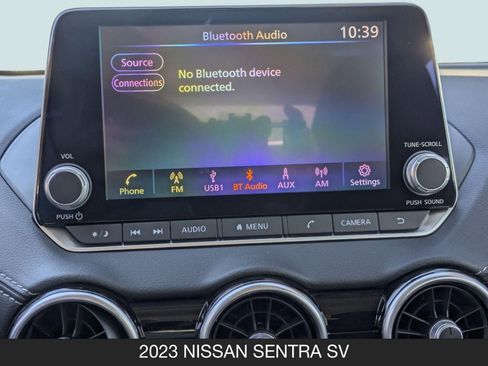 Bluetooth Audio 10:39
Source
No Bluetooth device
Connections
connected.
VOL
TUNE•SCROLL
Phone FM USB1 BT Audio AUX AM Settings
PUSH
PUSH SOUND
AUDIO MENU CAMERA
2023 NISSAN SENTRA SV